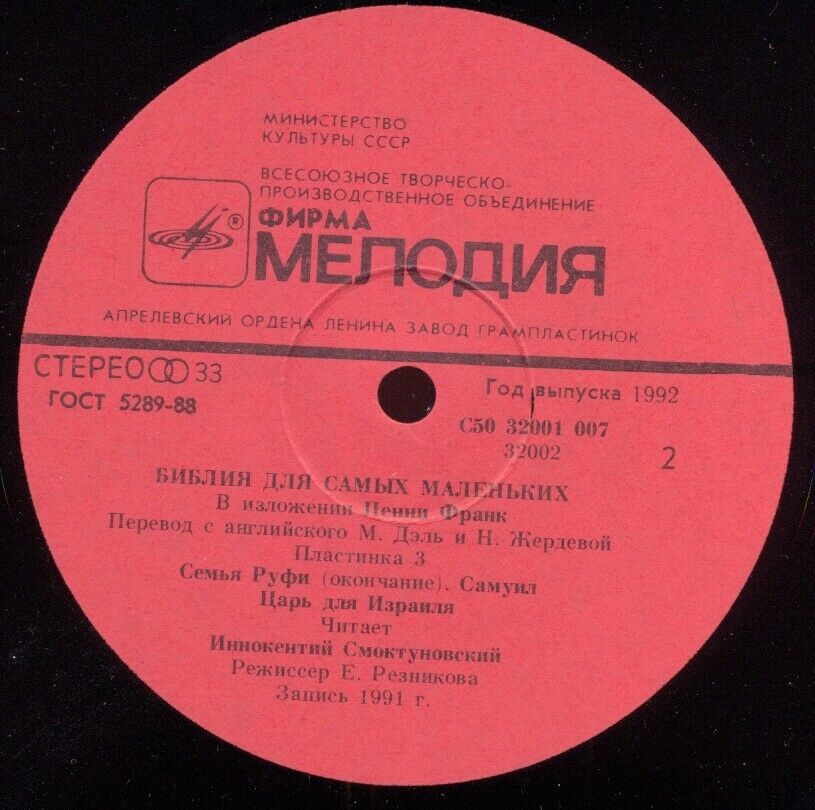 МИНИСТЕРСТВО
КУЛЬТУРЫ СССР
ВСЕСОЮЗНОЕ ТВОРЧЕСКО-
ПРОИЗВОДСТВЕННОЕ ОБЪЕДИНЕНИЕ
®
ФИРМА
МЕЛОДИЯ
АПРЕЛЕВСКИЙ ОРДЕНА ЛЕНИНА ЗАВОД ГРАМПЛАСТИНОК
СТЕРЕО 33
ГОСТ 5289-88
Год выпуска 1992
С50 32001 007
32002
2
БИБЛИЯ ДЛЯ САМЫХ МАЛЕНЬКИХ
В изложении Пенни Франк
Перевод с английского М. Дэль и Н. Жердевой
Пластинка 3
Семья Руфи (окончание). Самуил
Царь для Израиля
Читает
Иннокентий Смоктуновский
Режиссер Е. Резникова
Запись 1991 г.